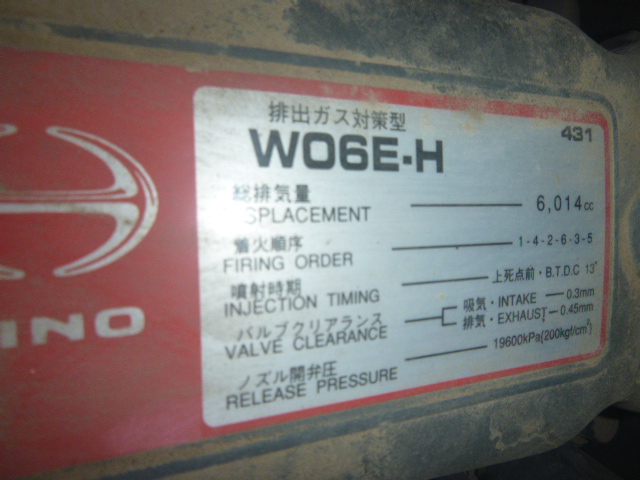 排出ガス対策型
431
W06E-H
総排気量
SPLACEMENT 6,014cc
着火順序
FIRING ORDER 1-4-2-6-3-5
噴射時期
INJECTION TIMING 上死点前・B.T.D.C 13°
バルブクリアランス
VALVE CLEARANCE 吸気・INTAKE 0.3mm
排気・EXHAUST 0.45mm
ノズル開弁圧
RELEASE PRESSURE 19600kPa(200kgf/cm²)
INO